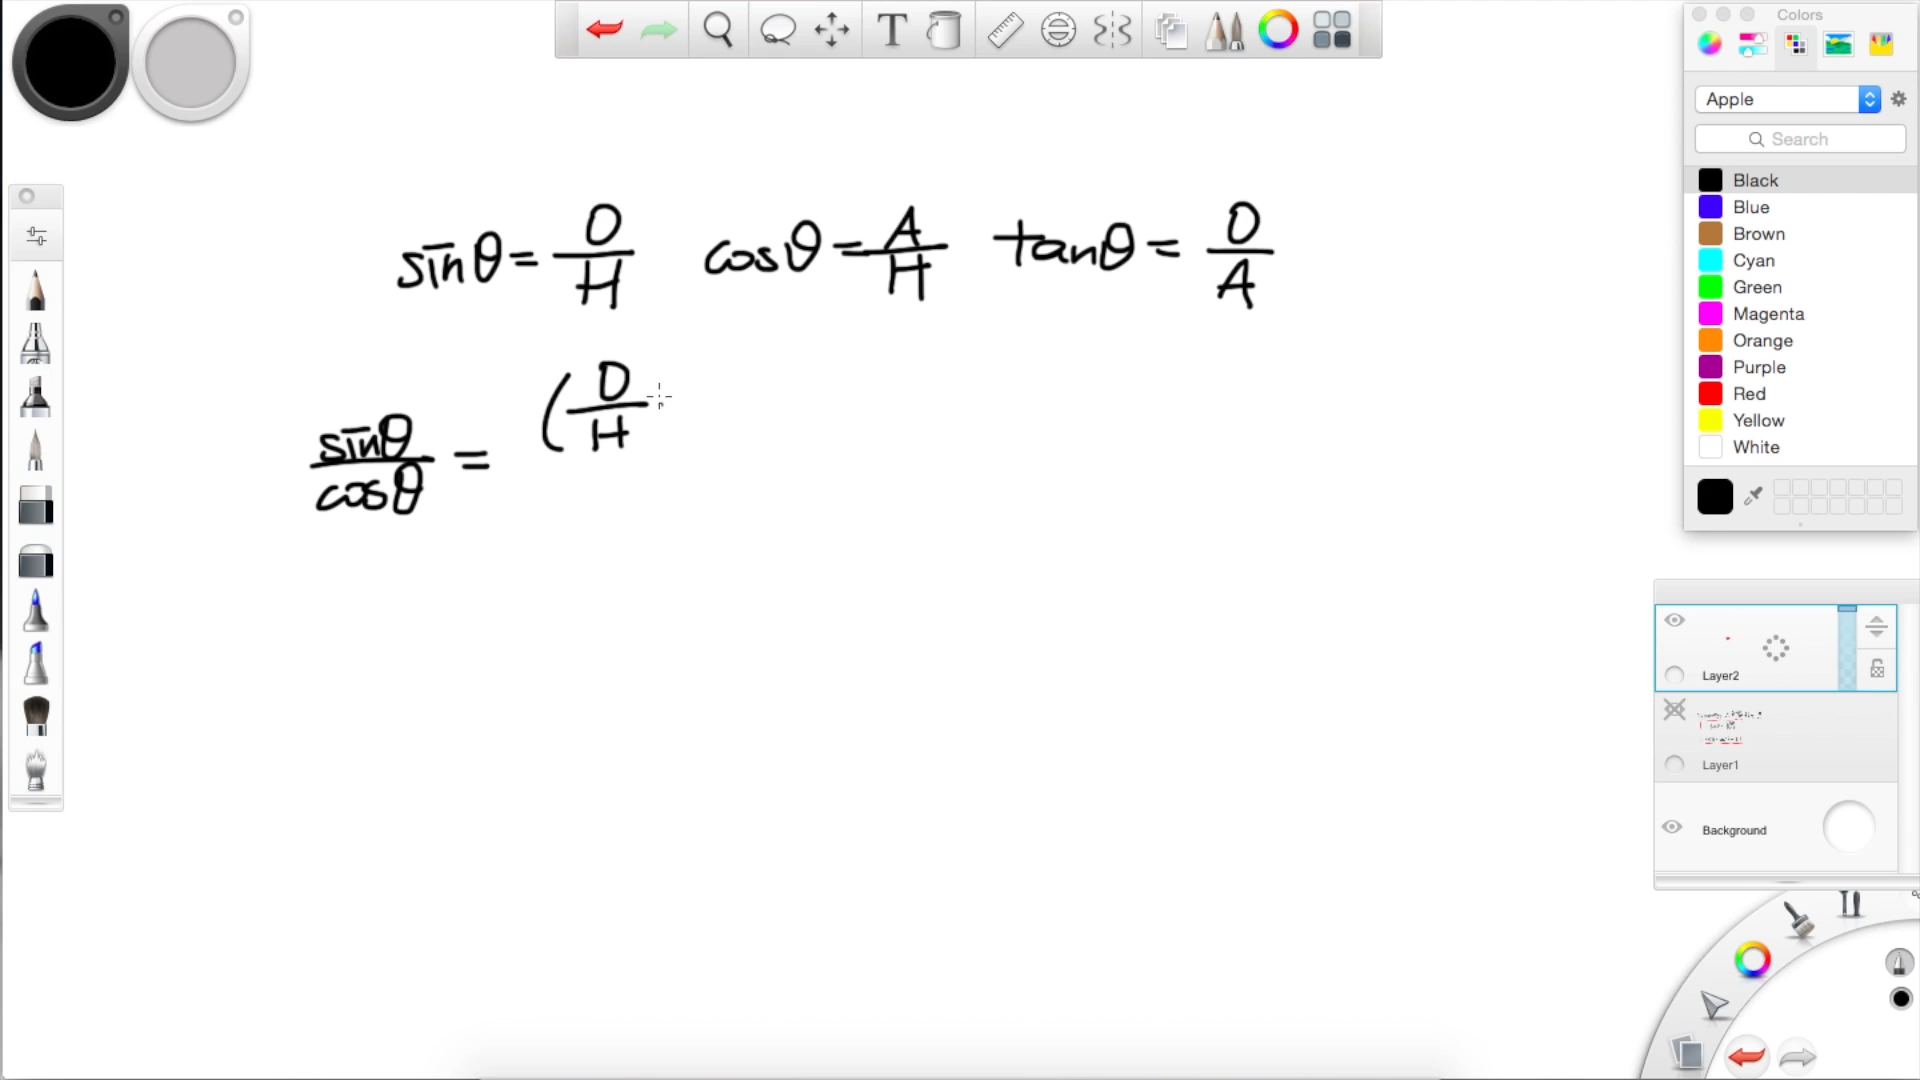 Colors
Apple
Search
Black
Blue
Brown
Cyan
Green
Magenta
Orange
Purple
Red
Yellow
White
T
sinθ = O/H cosθ = A/H tanθ = O/A
sinθ/cosθ = (O/H
Layer2
Layer1
Background